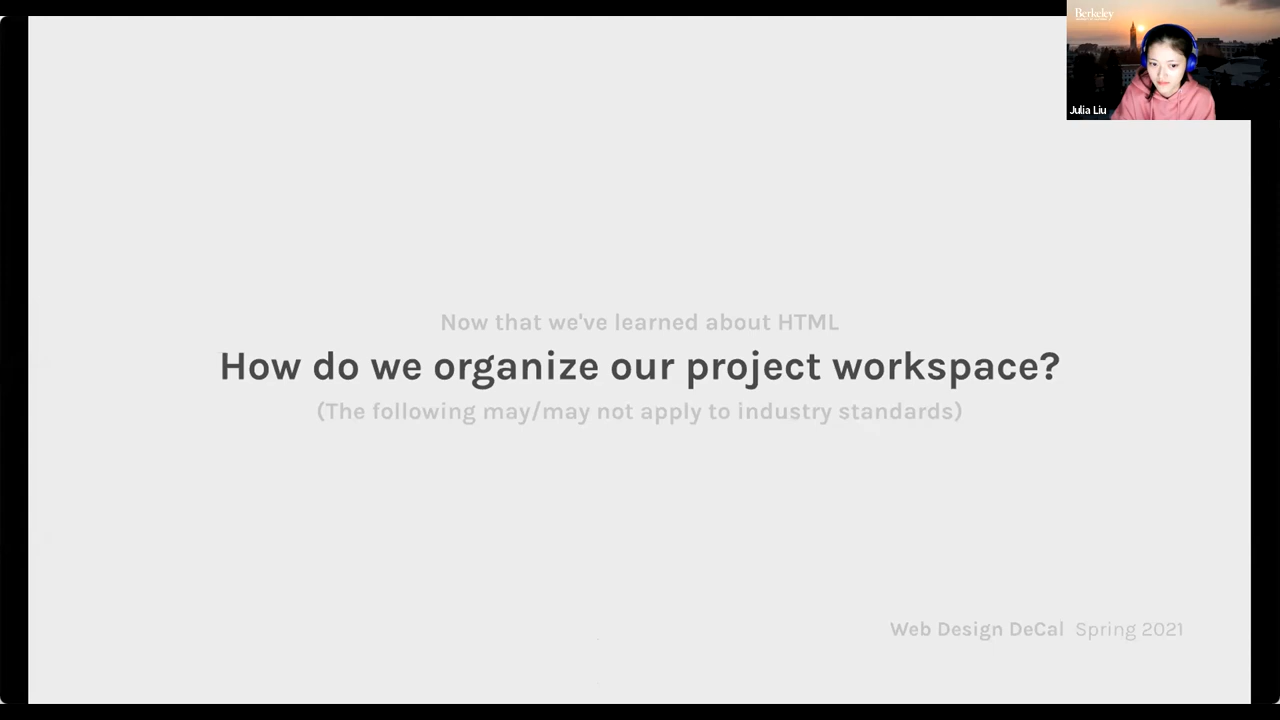 Berkeley
Julia Liu
Now that we've learned about HTML
How do we organize our project workspace?
(The following may/may not apply to industry standards)
Web Design DeCal Spring 2021